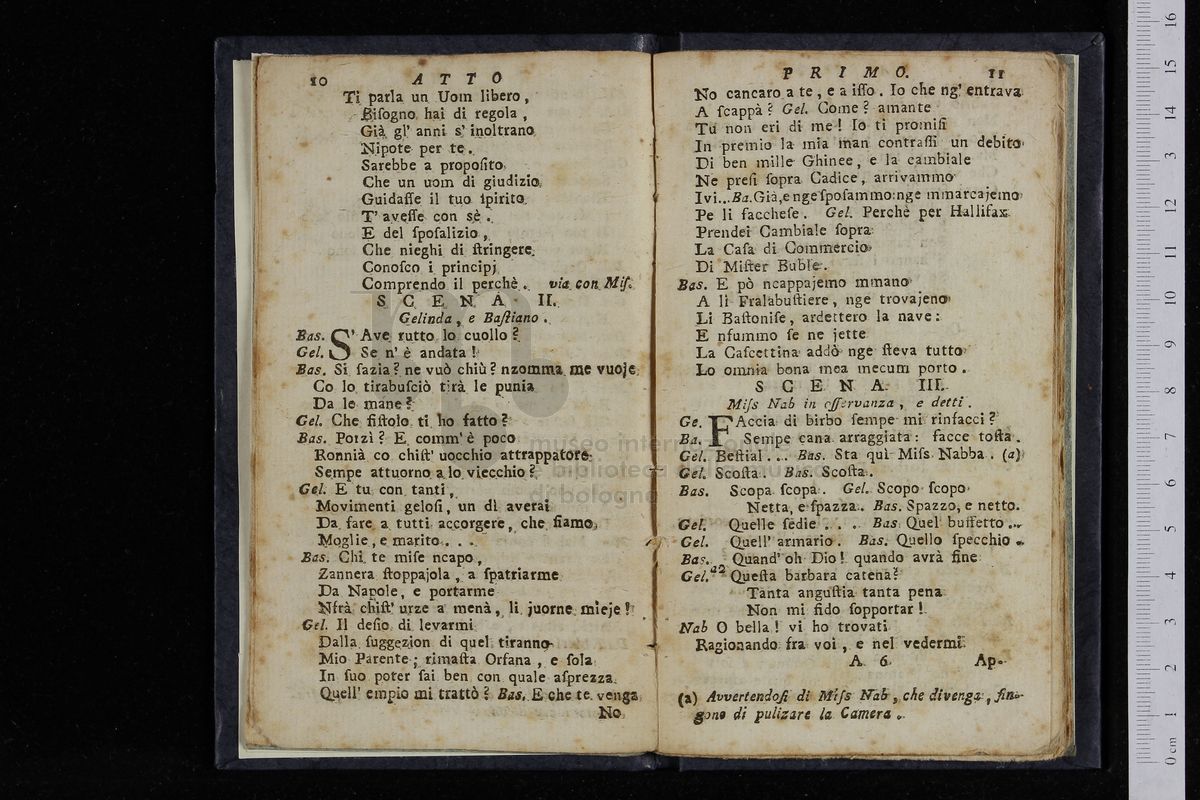 10 ATTO
Ti parla un Uom libero,
Biſogno hai di regola,
Già gl' anni s' inoltrano
Nipote per te.
Sarebbe a propoſito
Che un uom di giudizio
Guidaſſe il tuo ſpirito
T' aveſſe con sè.
E del ſpoſalizio,
Che nieghi di ſtringere
Conoſco i principj
Comprendo il perchè. via con Miſ.
SCENA II.
Gelinda, e Baſtiano.
Bas. S' Ave rutto lo cuollo?
Gel. Se n' è andata!
Bas. Si ſazia? ne vuò chiù? nzomma me vuoje
Co lo tirabuſciò tirà le punia
Da le mane?
Gel. Che fiſtolo ti ho fatto?
Bas. Porzì? E comm' è poco
Ronnià co chiſt' uocchio attrappatore
Sempe attuorno a lo viecchio?
Gel. E tu con tanti,
Movimenti geloſi, un dì averai
Da fare a tutti accorgere, che ſiamo
Moglie, e marito...
Bas. Chi te miſe ncapo,
Zannera ſtoppajola, a ſpatriarme
Da Napole, e portarme
Nfrà chiſt' urze a menà, li juorne mieje!
Gel. Il deſio di levarmi
Dalla ſuggezion di quel tiranno
Mio Parente; rimaſta Orfana, e ſola
In ſuo poter ſai ben con quale aſprezza
Quell' empio mi trattò? Bas. E che te venga
No
PRIMO. 11
No cancaro a te, e a iſſo. Io che ng' entrava
A ſcappà? Gel. Come? amante
Tu non eri di me! Io ti promiſi
In premio la mia man contraſſi un debito
Di ben mille Ghinee, e la cambiale
Ne preſi ſopra Cadice, arrivammo
Ivi... Ba. Già, e nge ſpoſammo: nge mmarcajemo
Pe li faccheſe. Gel. Perchè per Hallifax
Prendei Cambiale ſopra
La Caſa di Commercio
Di Miſter Buble.
Bas. E pò ncappajemo mmano
A li Fralabuſtiere, nge trovajeno
Li Baſtoniſe, ardettero la nave:
E nfummo ſe ne jette
La Caſcettina addò nge ſteva tutto
Lo omnia bona mea mecum porto.
SCENA III.
Miſs Nab in oſſervanza, e detti.
Ge. FAccia di birbo ſempe mi rinfacci?
Ba. Sempe cana arraggiata: facce toſta.
Gel. Beſtial... Bas. Sta quì Miſs Nabba. (a)
Gel. Scoſta. Bas. Scoſta.
Bas. Scopa ſcopa. Gel. Scopo ſcopo
Netta, e ſpazza. Bas. Spazzo, e netto.
Gel. Quelle ſedie... Bas. Quel buffetto...
Gel. Quell' armario. Bas. Quello ſpecchio.
Bas. Quand' oh Dio! quando avrà fine
Gel. a2 Queſta barbara catena?
Tanta anguſtia tanta pena
Non mi fido ſopportar!
Nab O bella! vi ho trovati
Ragionando fra voi, e nel vedermi
A 6 Ap-
(a) Avvertendoſi di Miſs Nab, che divenga, fin-
gono di pulizare la Camera.
museo internazionale
e biblioteca della musica
di bologna